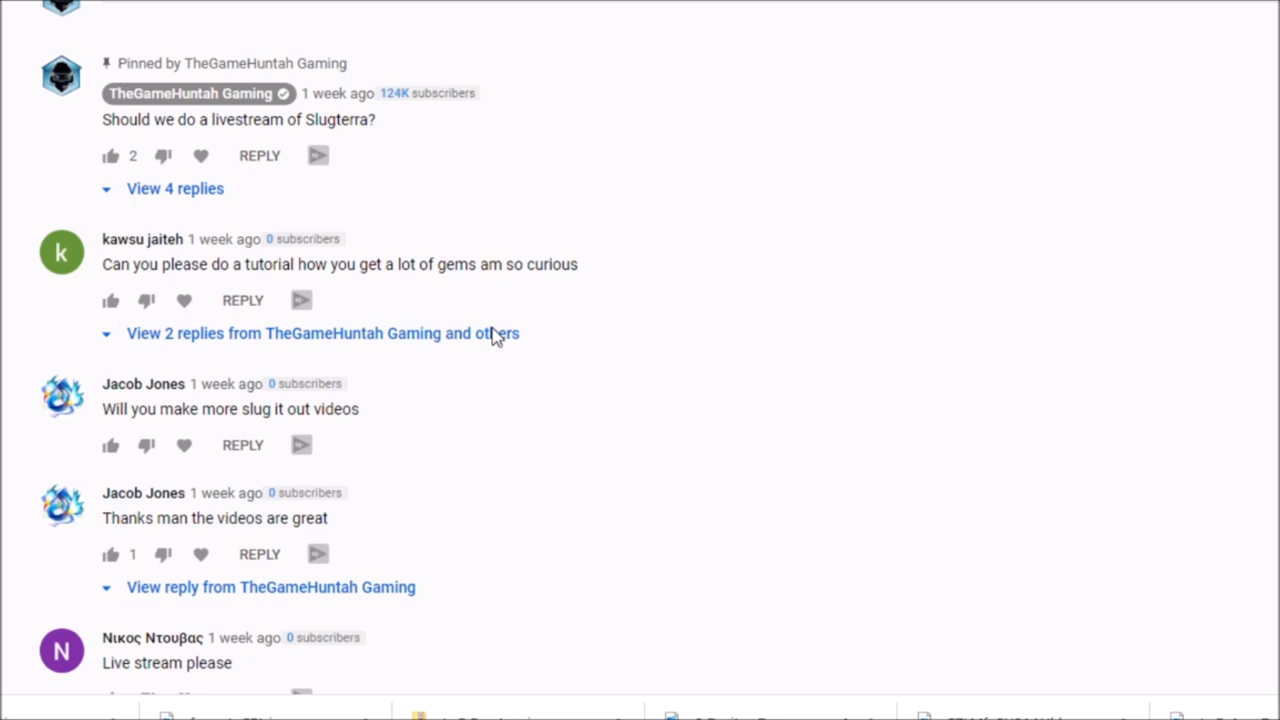 Pinned by TheGameHuntah Gaming
TheGameHuntah Gaming 1 week ago 124K subscribers
Should we do a livestream of Slugterra?
2 REPLY
View 4 replies
k
kawsu jaiteh 1 week ago 0 subscribers
Can you please do a tutorial how you get a lot of gems am so curious
REPLY
View 2 replies from TheGameHuntah Gaming and others
Jacob Jones 1 week ago 0 subscribers
Will you make more slug it out videos
REPLY
Jacob Jones 1 week ago 0 subscribers
Thanks man the videos are great
1 REPLY
View reply from TheGameHuntah Gaming
N
Νικος Ντουβας 1 week ago 0 subscribers
Live stream please